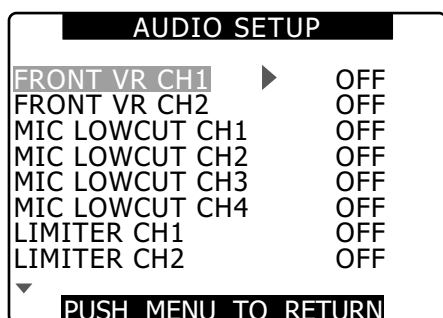 AUDIO SETUP
FRONT VR CH1 OFF
FRONT VR CH2 OFF
MIC LOWCUT CH1 OFF
MIC LOWCUT CH2 OFF
MIC LOWCUT CH3 OFF
MIC LOWCUT CH4 OFF
LIMITER CH1 OFF
LIMITER CH2 OFF
PUSH MENU TO RETURN